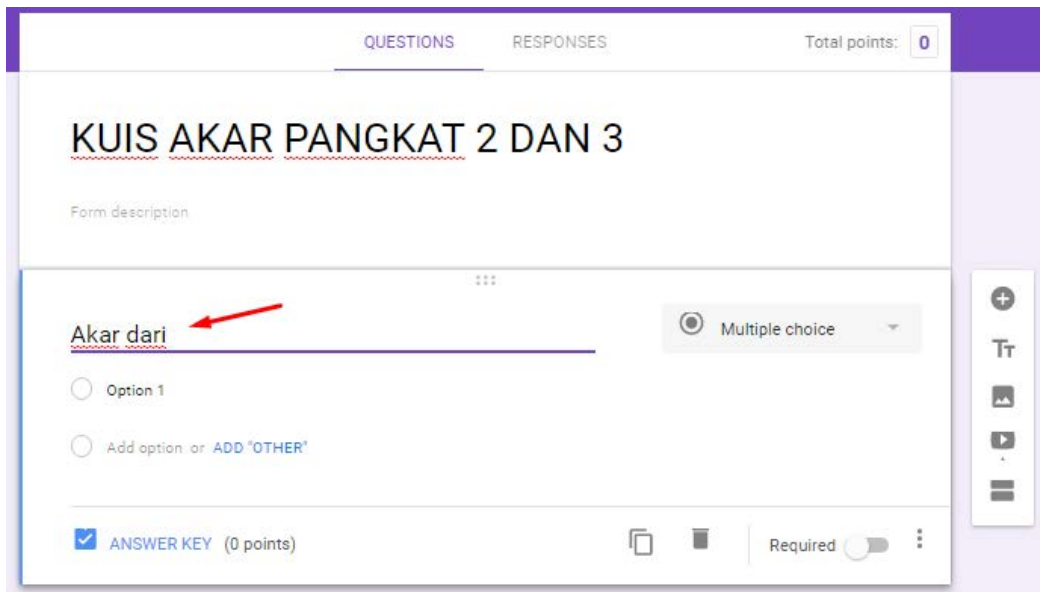 QUESTIONS RESPONSES Total points: 0
KUIS AKAR PANGKAT 2 DAN 3
Form description
Akar dari Multiple choice
Tт
Option 1
Add option or ADD "OTHER"
ANSWER KEY (0 points) Required